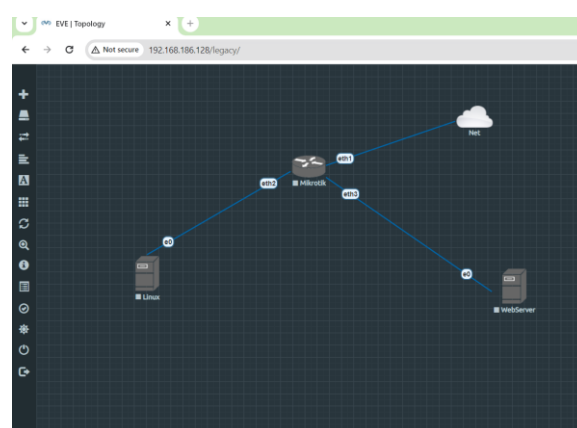 EVE | Topology
Not secure 192.168.186.128/legacy/
Net
eth1
eth2
Mikrotik
eth3
e0
e0
Linux
WebServer